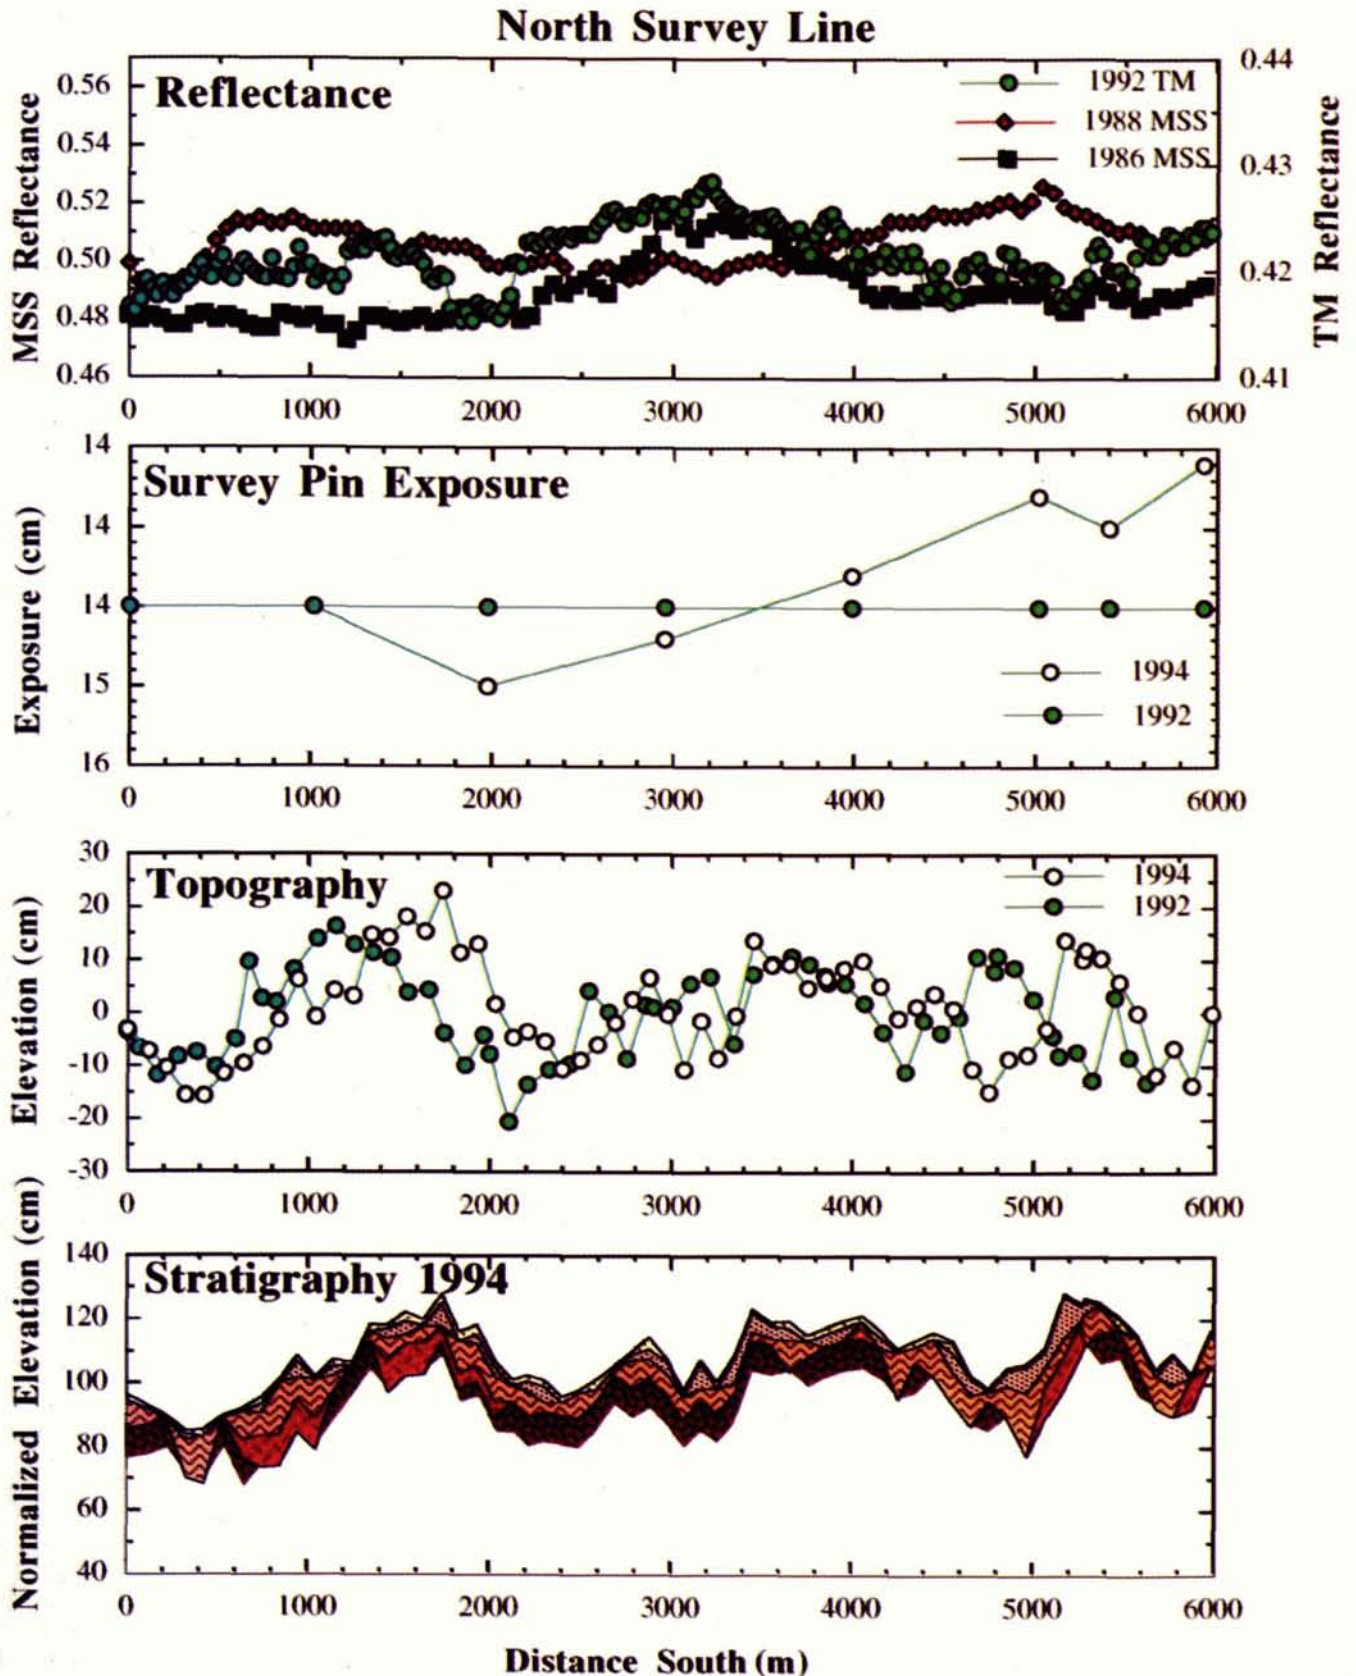 North Survey Line
Reflectance
1992 TM
1988 MSS
1986 MSS
MSS Reflectance
0.56
0.54
0.52
0.50
0.48
0.46
TM Reflectance
0.44
0.43
0.42
0.41
0 1000 2000 3000 4000 5000 6000
Survey Pin Exposure
Exposure (cm)
14
14
14
15
16
1994
1992
0 1000 2000 3000 4000 5000 6000
Topography
Elevation (cm)
30
20
10
0
-10
-20
-30
1994
1992
0 1000 2000 3000 4000 5000 6000
Stratigraphy 1994
Normalized Elevation (cm)
140
120
100
80
60
40
0 1000 2000 3000 4000 5000 6000
Distance South (m)